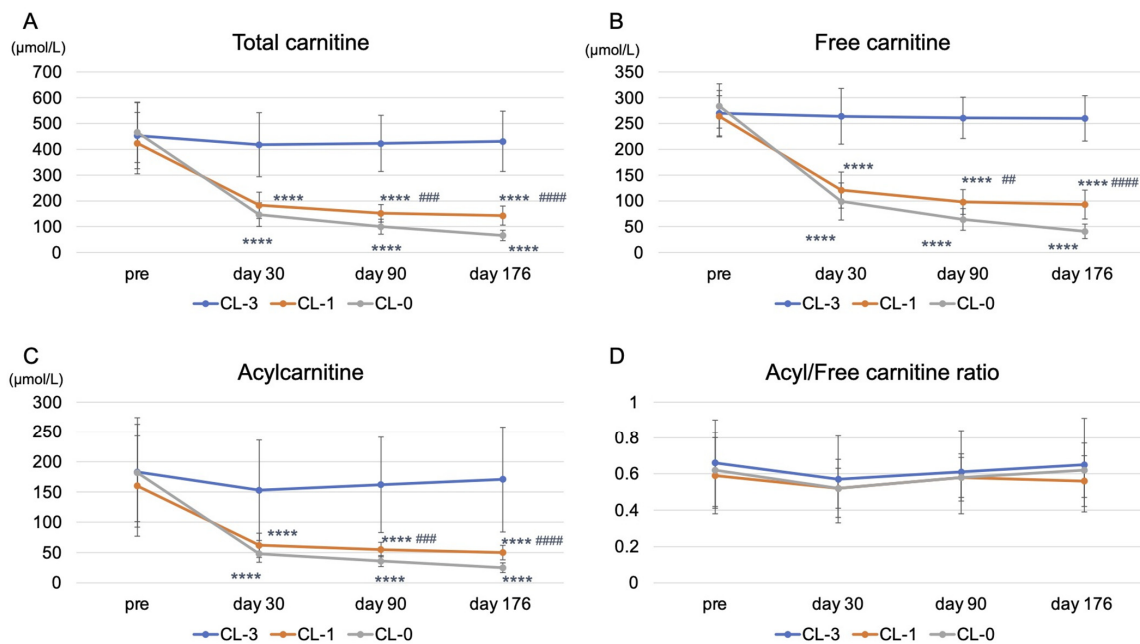 A
Total carnitine
(µmol/L)
700
600
500
400
300
200
100
0
**** **** ### **** ####
**** **** ****
pre day 30 day 90 day 176
CL-3 CL-1 CL-0
B
Free carnitine
(µmol/L)
350
300
250
200
150
100
50
0
**** **** ## **** ####
**** **** ****
pre day 30 day 90 day 176
CL-3 CL-1 CL-0
C
Acylcarnitine
(µmol/L)
300
250
200
150
100
50
0
**** **** ### **** ####
**** **** ****
pre day 30 day 90 day 176
CL-3 CL-1 CL-0
D
Acyl/Free carnitine ratio
1
0.8
0.6
0.4
0.2
0
pre day 30 day 90 day 176
CL-3 CL-1 CL-0